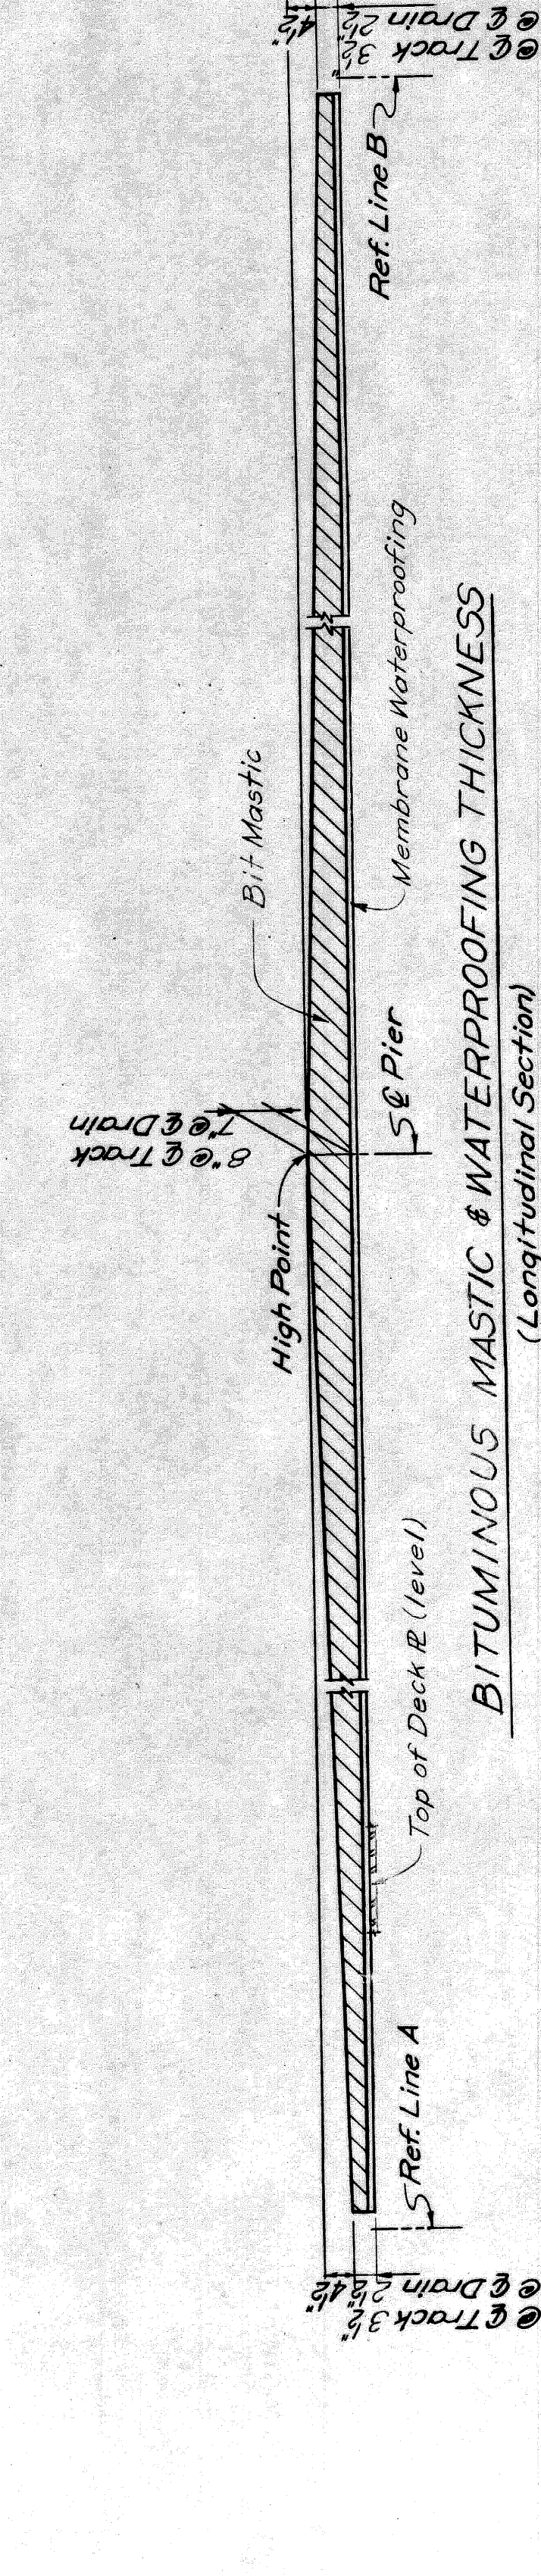 4½"
@ ℄ Drain 2½"
@ ℄ Track 3½"
Ref. Line A
Top of Deck ℞ (level)
High Point
8" @ ℄ Track
7" @ ℄ Drain
℄ Pier
Bit Mastic
Membrane Waterproofing
Ref. Line B
4½"
@ ℄ Drain 2½"
@ ℄ Track 3½"
BITUMINOUS MASTIC & WATERPROOFING THICKNESS
(Longitudinal Section)